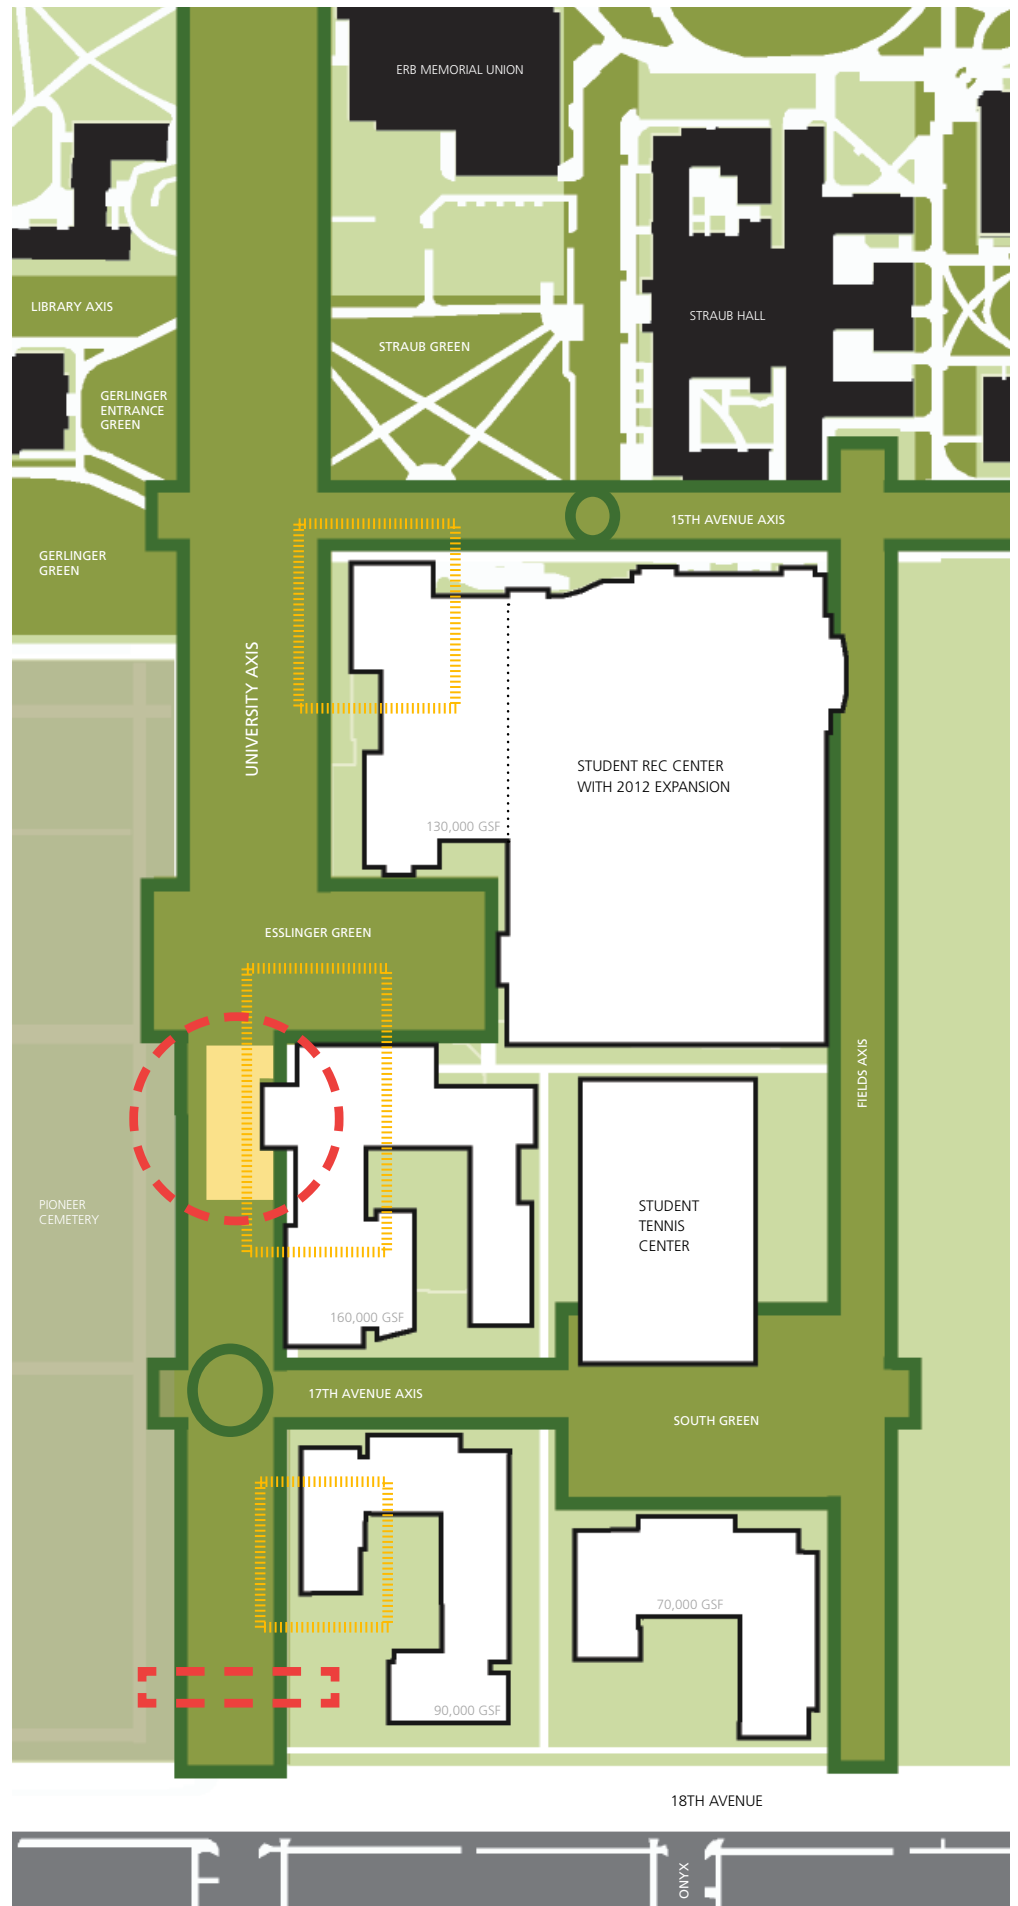 ERB MEMORIAL UNION
LIBRARY AXIS
STRAUB HALL
STRAUB GREEN
GERLINGER
ENTRANCE
GREEN
15TH AVENUE AXIS
GERLINGER
GREEN
UNIVERSITY AXIS
STUDENT REC CENTER
WITH 2012 EXPANSION
130,000 GSF
ESSLINGER GREEN
FIELDS AXIS
PIONEER
CEMETERY
STUDENT
TENNIS
CENTER
160,000 GSF
17TH AVENUE AXIS
SOUTH GREEN
70,000 GSF
90,000 GSF
18TH AVENUE
ONYX